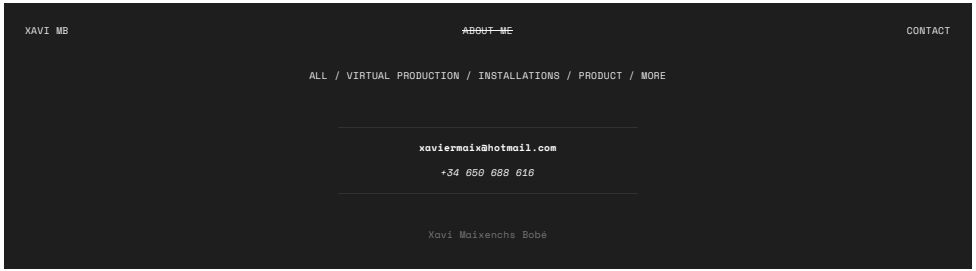 XAVI MB ABOUT ME CONTACT
ALL / VIRTUAL PRODUCTION / INSTALLATIONS / PRODUCT / MORE
xaviermaix@hotmail.com
+34 650 688 616
Xavi Maixenchs Bobé